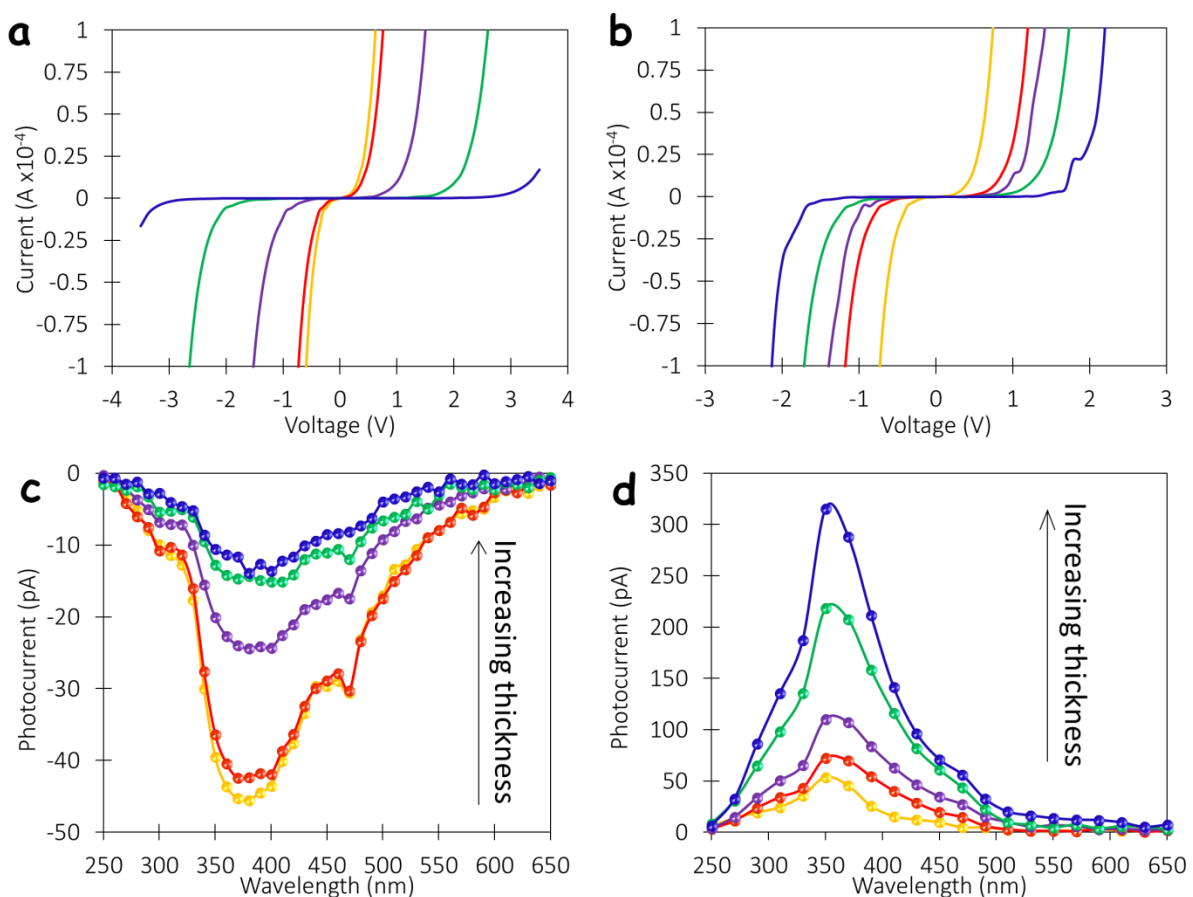 a
1
0.75
0.5
0.25
0
-0.25
-0.5
-0.75
-1
Current (A x10-4)
-4 -3 -2 -1 0 1 2 3 4
Voltage (V)
b
1
0.75
0.5
0.25
0
-0.25
-0.5
-0.75
-1
Current (A x10-4)
-3 -2 -1 0 1 2 3
Voltage (V)
c
0
-10
-20
-30
-40
-50
Photocurrent (pA)
Increasing thickness
250 300 350 400 450 500 550 600 650
Wavelength (nm)
d
350
300
250
200
150
100
50
0
Photocurrent (pA)
Increasing thickness
250 300 350 400 450 500 550 600 650
Wavelength (nm)